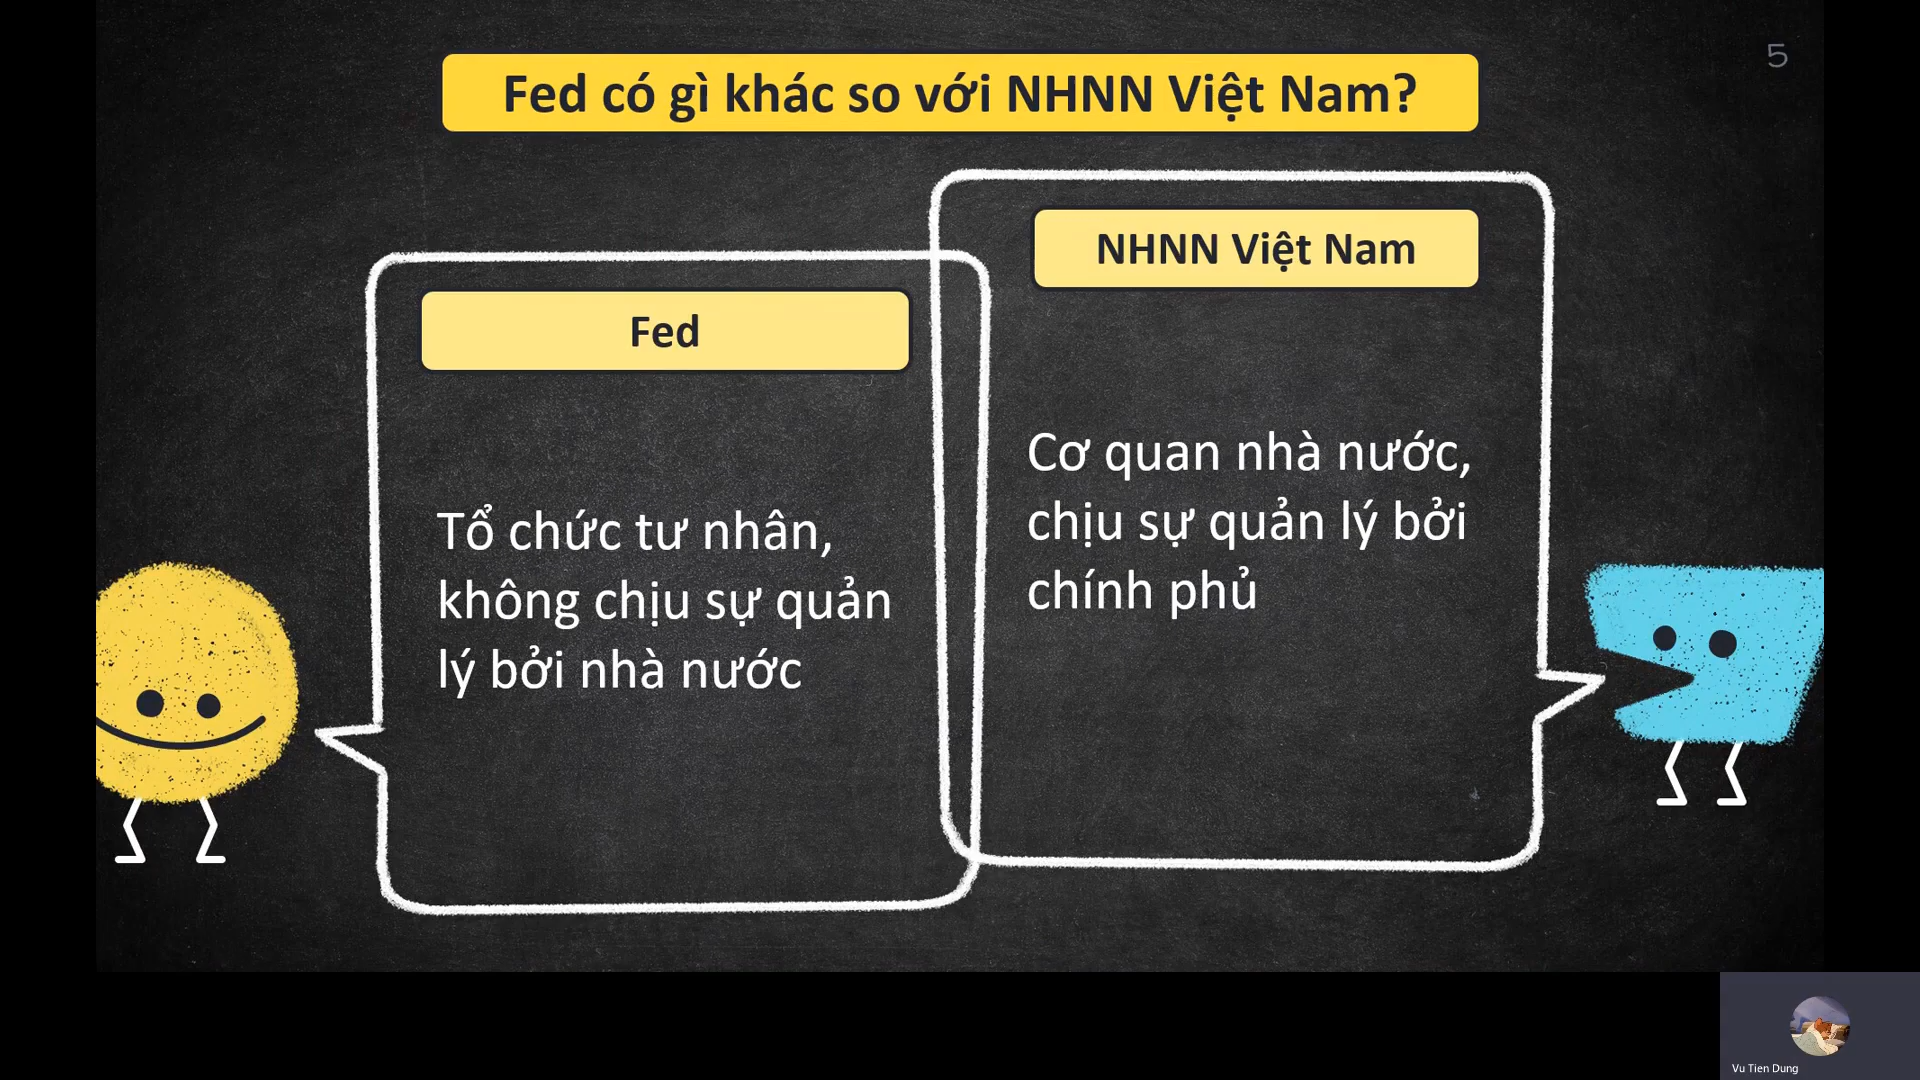 5
Fed có gì khác so với NHNN Việt Nam?
Fed
Tổ chức tư nhân,
không chịu sự quản
lý bởi nhà nước
NHNN Việt Nam
Cơ quan nhà nước,
chịu sự quản lý bởi
chính phủ
Vu Tien Dung